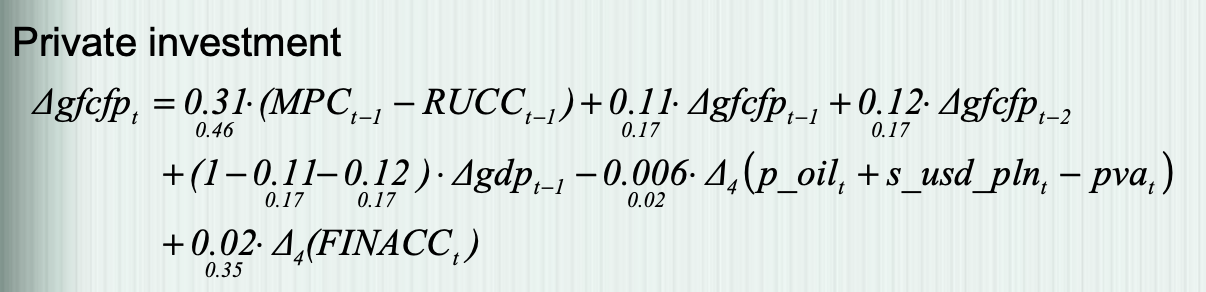 Private investment
Δgfcfp_t = 0.31· (MPC_{t–1} – RUCC_{t–1}) + 0.11· Δgfcfp_{t–1} + 0.12· Δgfcfp_{t–2}
0.46 0.17 0.17
+ (1 – 0.11 – 0.12 ) · Δgdp_{t–1} – 0.006· Δ_4(p_oil_t + s_usd_pln_t – pva_t)
0.17 0.17 0.02
+ 0.02· Δ_4(FINACC_t)
0.35